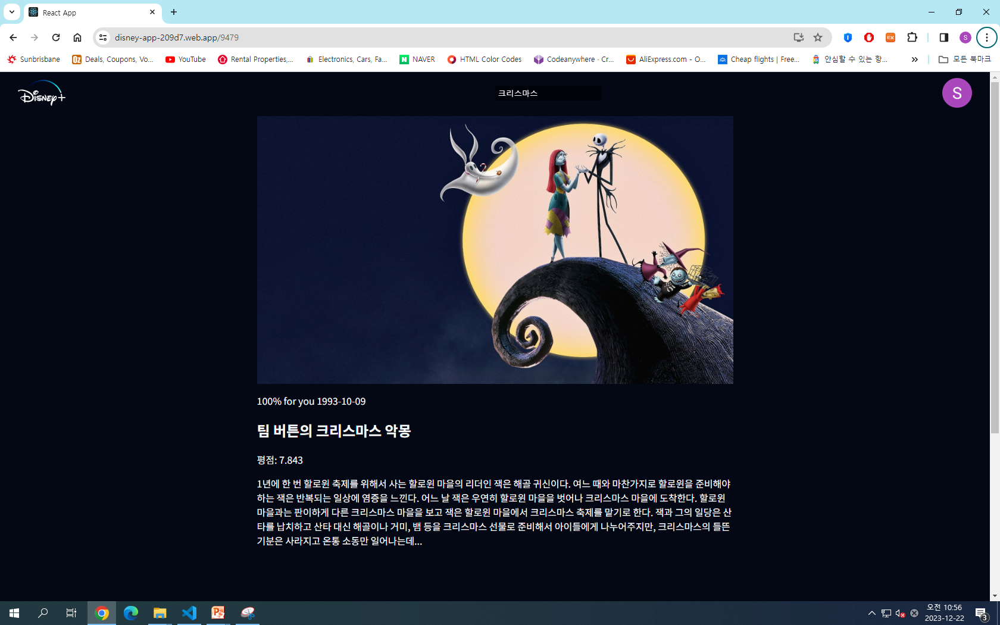 React App
disney-app-209d7.web.app/9479
S
Sunbrisbane
Deals, Coupons, Vo...
YouTube
Rental Properties,...
Electronics, Cars, Fa...
NAVER
HTML Color Codes
Codeanywhere · Cr...
AliExpress.com - O...
Cheap flights | Free...
안심할 수 있는 항...
모든 북마크
Disney+
크리스마스
S
100% for you 1993-10-09
팀 버튼의 크리스마스 악몽
평점: 7.843
1년에 한 번 할로윈 축제를 위해서 사는 할로윈 마을의 리더인 잭은 해골 귀신이다. 여느 때와 마찬가지로 할로윈을 준비해야
하는 잭은 반복되는 일상에 염증을 느낀다. 어느 날 잭은 우연히 할로윈 마을을 벗어나 크리스마스 마을에 도착한다. 할로윈
마을과는 판이하게 다른 크리스마스 마을을 보고 잭은 할로윈 마을에서 크리스마스 축제를 맡기로 한다. 잭과 그의 일당은 산
타를 납치하고 산타 대신 해골이나 거미, 뱀 등을 크리스마스 선물로 준비해서 아이들에게 나누어주지만, 크리스마스의 들뜬
기분은 사라지고 온통 소동만 일어나는데...
오전 10:56
2023-12-22
3